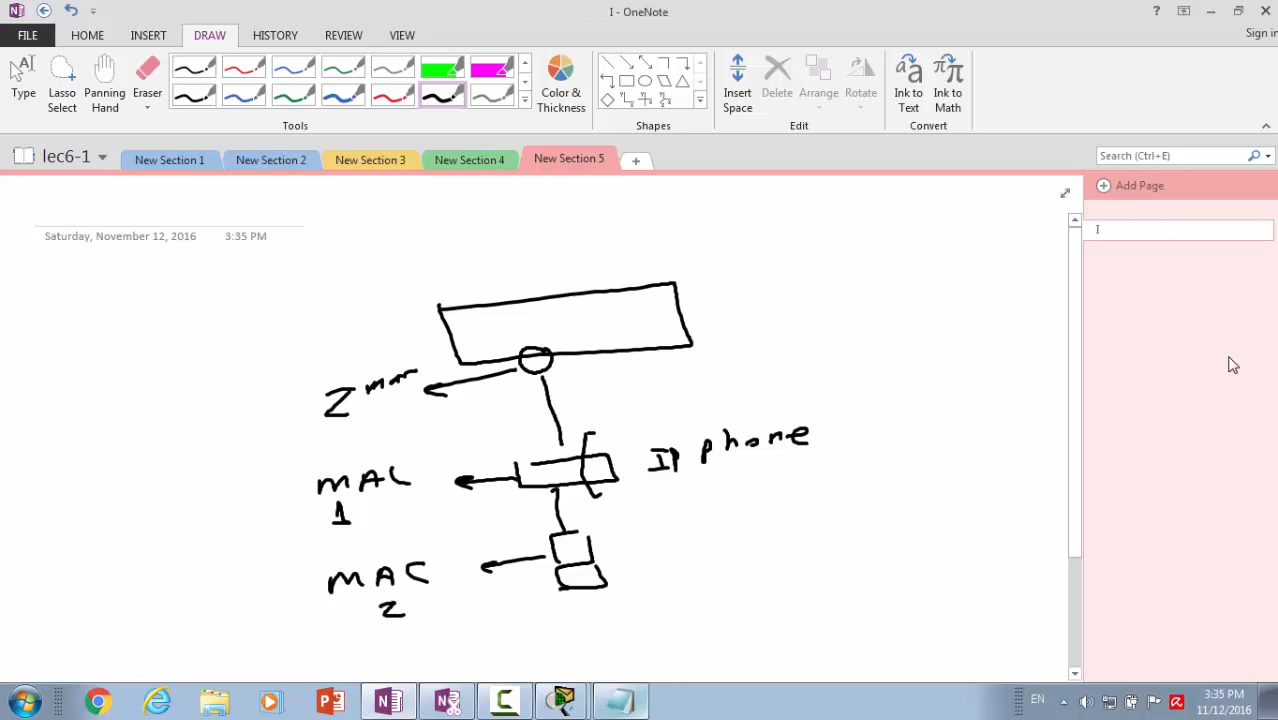 I - OneNote
Sign in
FILE HOME INSERT DRAW HISTORY REVIEW VIEW
Type
Lasso Select
Panning Hand
Eraser
Color & Thickness
Insert Space
Delete
Arrange
Rotate
Ink to Text
Ink to Math
Tools
Shapes
Edit
Convert
lec6-1
New Section 1
New Section 2
New Section 3
New Section 4
New Section 5
Search (Ctrl+E)
Add Page
I
Saturday, November 12, 2016 3:35 PM
IP phone
MAC
1
MAC
2
EN
3:35 PM
11/12/2016